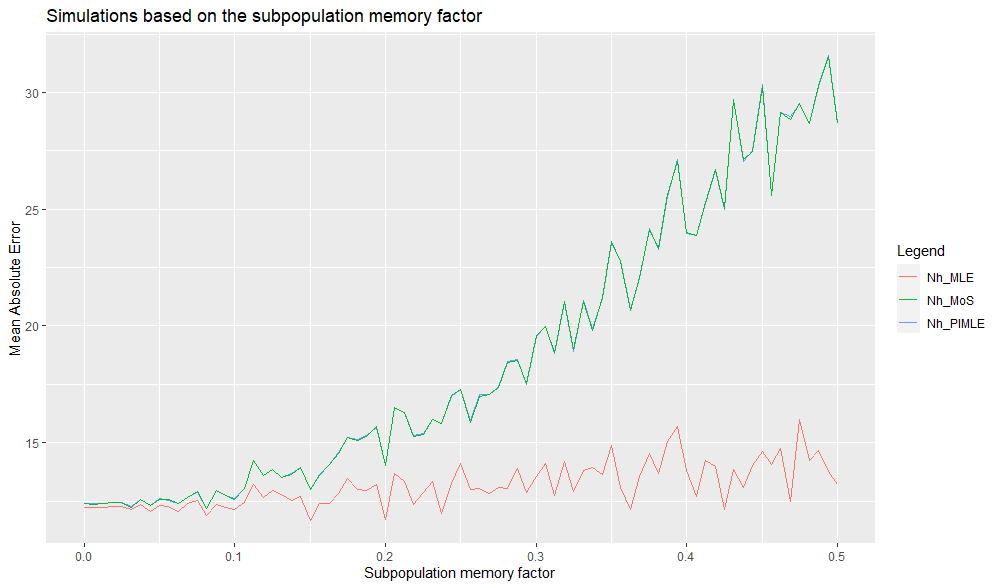 Simulations based on the subpopulation memory factor
Mean Absolute Error
30
25
20
15
0.0
0.1
0.2
0.3
0.4
0.5
Subpopulation memory factor
Legend
Nh_MLE
Nh_MoS
Nh_PIMLE